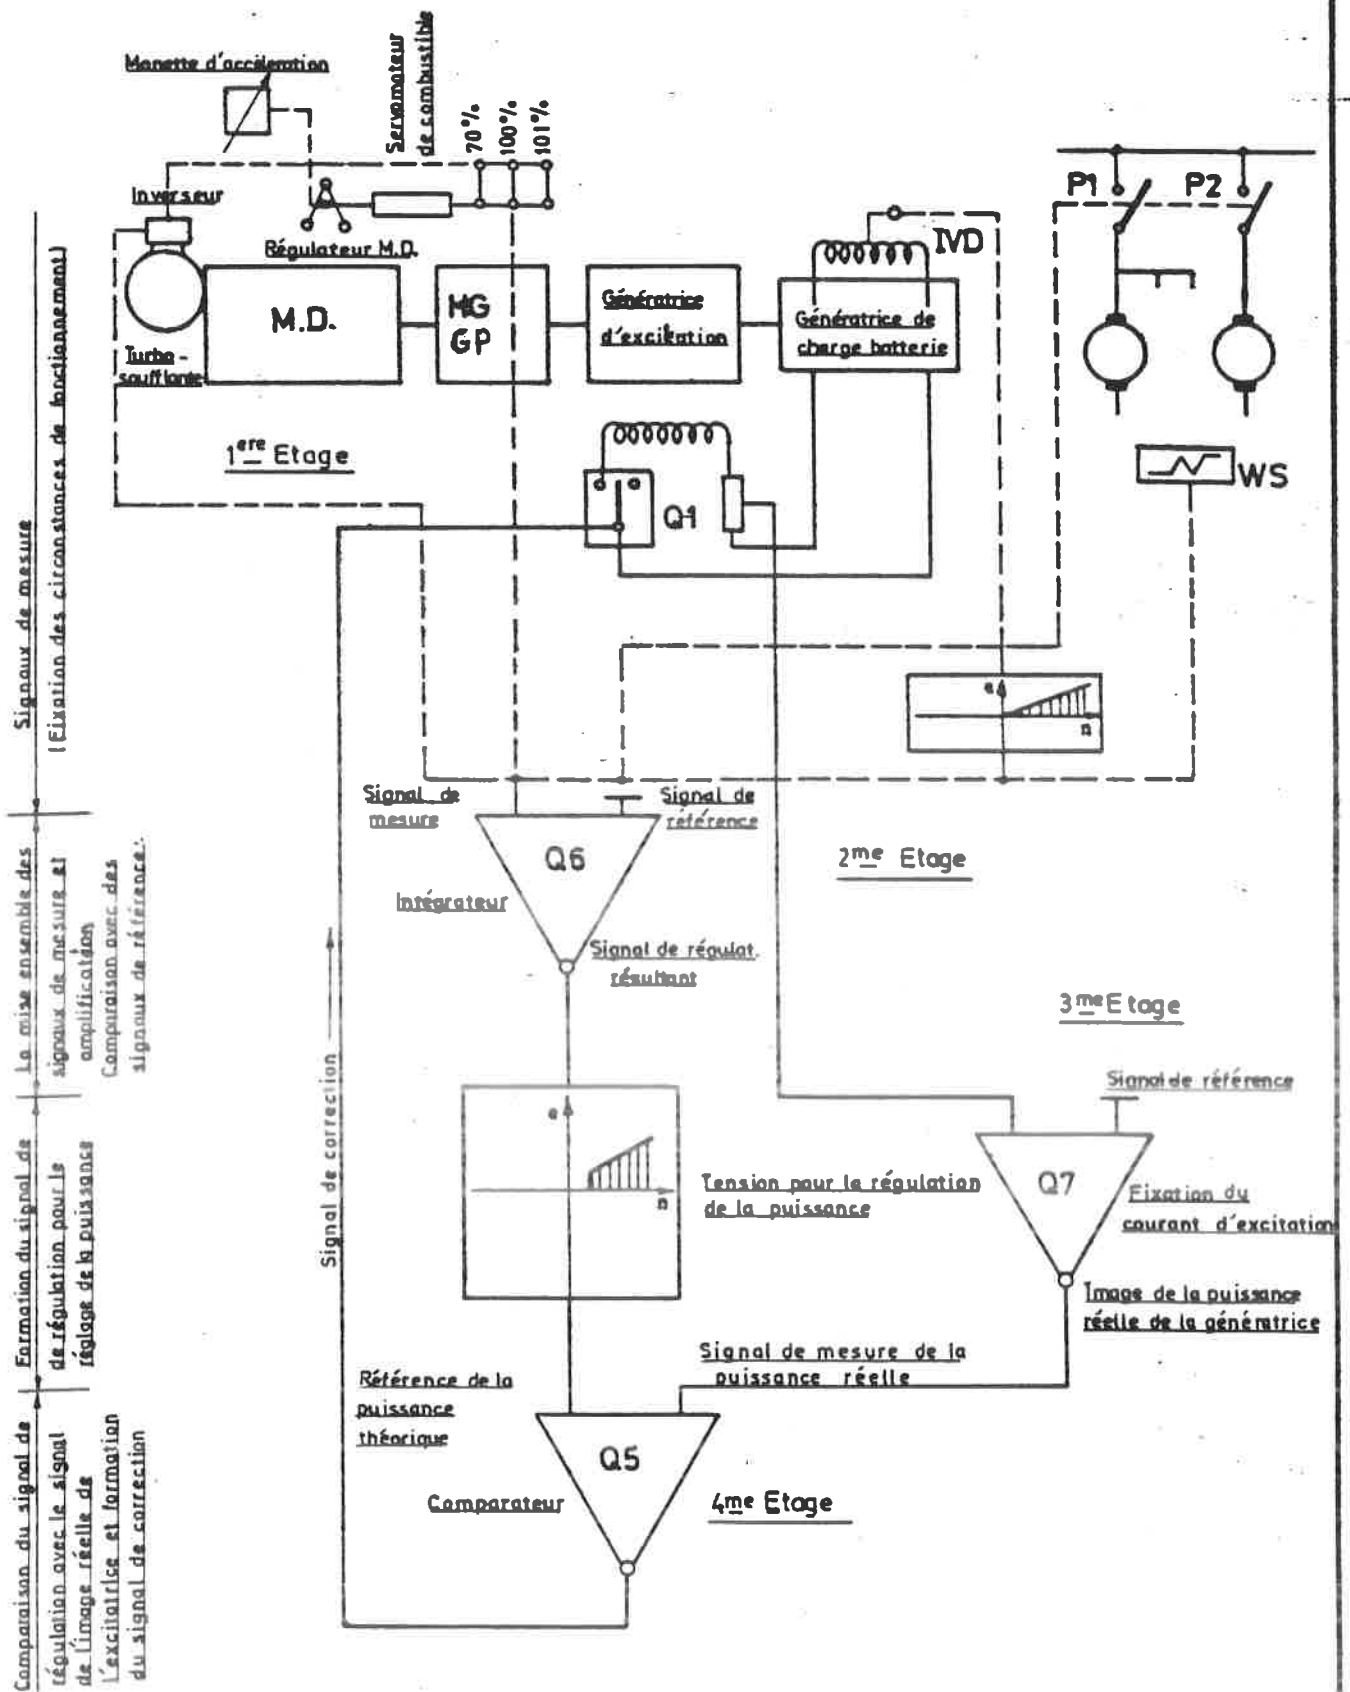 Manette d'accélération
Servomoteur
de combustible
70%
100%
101%
Inverseur
Régulateur M.D.
IVD
P1
P2
M.D.
MG
GP
Génératrice
d'excitation
Génératrice de
charge batterie
Turbo-
soufflante
1ere Etage
Q1
WS
Signaux de mesure
(Fixation des circonstances de fonctionnement)
e
n
Signal de
mesure
Signal de
référence
Q6
2me Etage
Intégrateur
Signal de régulat.
résultant
La mise ensemble des
signaux de mesure et
amplification
Comparaison avec des
signaux de référence.
3me Etage
Signal de référence
Signal de correction
e
n
Q7
Tension pour la régulation
de la puissance
Fixation du
courant d'excitation
Formation du signal de
de régulation pour le
réglage de la puissance
Image de la puissance
réelle de la génératrice
Signal de mesure de la
puissance réelle
Référence de la
puissance
théorique
Q5
Comparateur
4me Etage
Comparaison du signal de
régulation avec le signal
de l'image réelle de
l'excitatrice et formation
du signal de correction